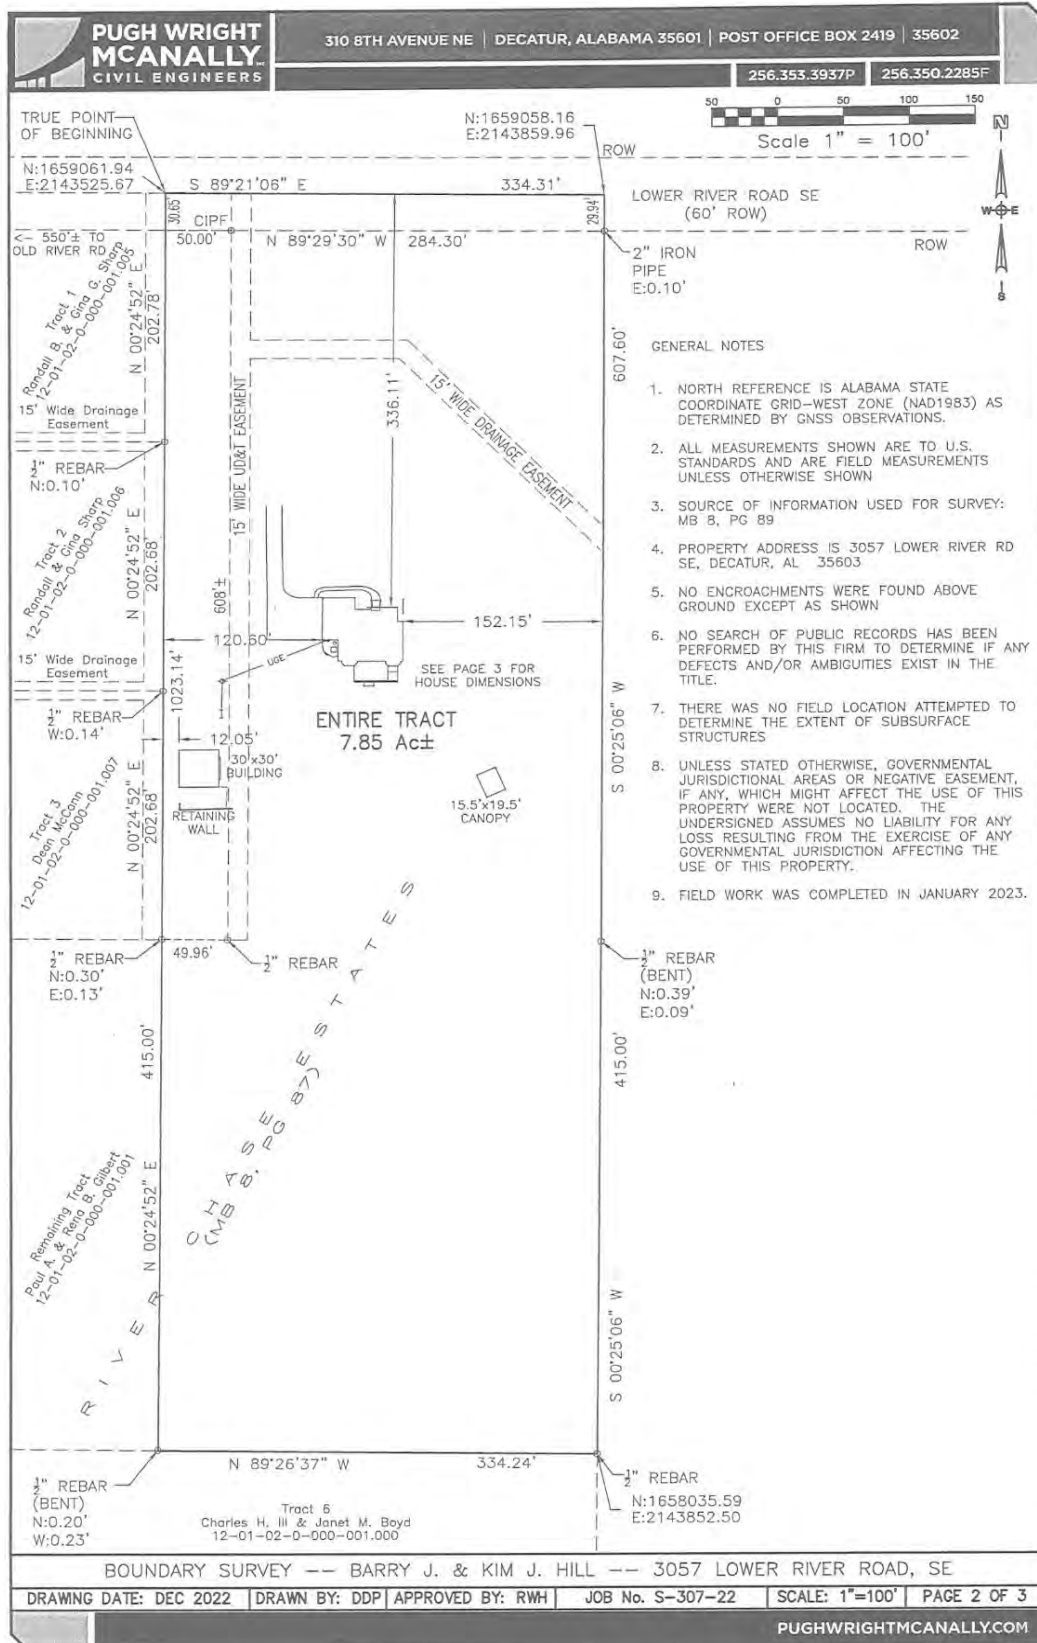 PUGH WRIGHT
MCANALLY
CIVIL ENGINEERS
310 8TH AVENUE NE | DECATUR, ALABAMA 35601 | POST OFFICE BOX 2419 | 35602
256.353.3937P
256.350.2285F
TRUE POINT
OF BEGINNING
N:1659061.94
E:2143525.67
N:1659058.16
E:2143859.96
50 0 50 100 150
Scale 1" = 100'
N
W E
S
ROW
S 89°21'06" E 334.31'
LOWER RIVER ROAD SE
(60' ROW)
ROW
30.65'
CIPF
50.00'
N 89°29'30" W 284.30'
29.94'
<- 550'± TO
OLD RIVER RD
2" IRON
PIPE
E:0.10'
Tract 1
Randall B. & Gina G. Sharp
12-01-02-0-000-001.005
N 00°24'52" E
202.78'
15' Wide Drainage
Easement
1/2" REBAR
N:0.10'
15' WIDE UD&T EASEMENT
336.11'
15' WIDE DRAINAGE EASEMENT
607.60'
Tract 2
Randall & Gina Sharp
12-01-02-0-000-001.006
N 00°24'52" E
202.68'
608'±
15' Wide Drainage
Easement
1/2" REBAR
W:0.14'
1023.14'
120.60'
UGE
152.15'
SEE PAGE 3 FOR
HOUSE DIMENSIONS
ENTIRE TRACT
7.85 Ac±
S 00°25'06" W
12.05'
30'x30'
BUILDING
RETAINING
WALL
15.5'x19.5'
CANOPY
Tract 3
Dean McCann
12-01-02-0-000-001.007
N 00°24'52" E
202.68'
1/2" REBAR
N:0.30'
E:0.13'
49.96'
1/2" REBAR
1/2" REBAR
(BENT)
N:0.39'
E:0.09'
415.00'
415.00'
RIVER CHASE ESTATES
(MB 8, PG 87)
Remaining Tract
Paul A. & Rena B. Gilbert
12-01-02-0-000-001.001
N 00°24'52" E
S 00°25'06" W
N 89°26'37" W 334.24'
1/2" REBAR
(BENT)
N:0.20'
W:0.23'
Tract 6
Charles H. III & Janet M. Boyd
12-01-02-0-000-001.000
1/2" REBAR
N:1658035.59
E:2143852.50
GENERAL NOTES
1. NORTH REFERENCE IS ALABAMA STATE
COORDINATE GRID-WEST ZONE (NAD1983) AS
DETERMINED BY GNSS OBSERVATIONS.
2. ALL MEASUREMENTS SHOWN ARE TO U.S.
STANDARDS AND ARE FIELD MEASUREMENTS
UNLESS OTHERWISE SHOWN
3. SOURCE OF INFORMATION USED FOR SURVEY:
MB 8, PG 89
4. PROPERTY ADDRESS IS 3057 LOWER RIVER RD
SE, DECATUR, AL 35603
5. NO ENCROACHMENTS WERE FOUND ABOVE
GROUND EXCEPT AS SHOWN
6. NO SEARCH OF PUBLIC RECORDS HAS BEEN
PERFORMED BY THIS FIRM TO DETERMINE IF ANY
DEFECTS AND/OR AMBIGUITIES EXIST IN THE
TITLE.
7. THERE WAS NO FIELD LOCATION ATTEMPTED TO
DETERMINE THE EXTENT OF SUBSURFACE
STRUCTURES
8. UNLESS STATED OTHERWISE, GOVERNMENTAL
JURISDICTIONAL AREAS OR NEGATIVE EASEMENT,
IF ANY, WHICH MIGHT AFFECT THE USE OF THIS
PROPERTY WERE NOT LOCATED. THE
UNDERSIGNED ASSUMES NO LIABILITY FOR ANY
LOSS RESULTING FROM THE EXERCISE OF ANY
GOVERNMENTAL JURISDICTION AFFECTING THE
USE OF THIS PROPERTY.
9. FIELD WORK WAS COMPLETED IN JANUARY 2023.
BOUNDARY SURVEY -- BARRY J. & KIM J. HILL -- 3057 LOWER RIVER ROAD, SE
DRAWING DATE: DEC 2022 | DRAWN BY: DDP | APPROVED BY: RWH | JOB No. S-307-22 | SCALE: 1"=100' | PAGE 2 OF 3
PUGHWRIGHTMCANALLY.COM